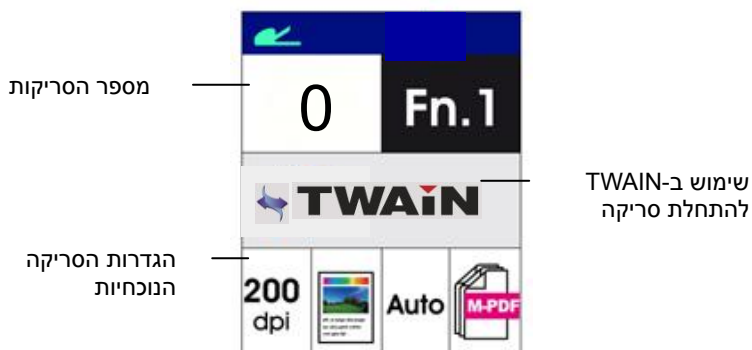 מספר הסריקות
0
Fn.1
TWAIN
שימוש ב-TWAIN
להתחלת סריקה
הגדרות הסריקה
הנוכחיות
200
dpi
Auto
M-PDF